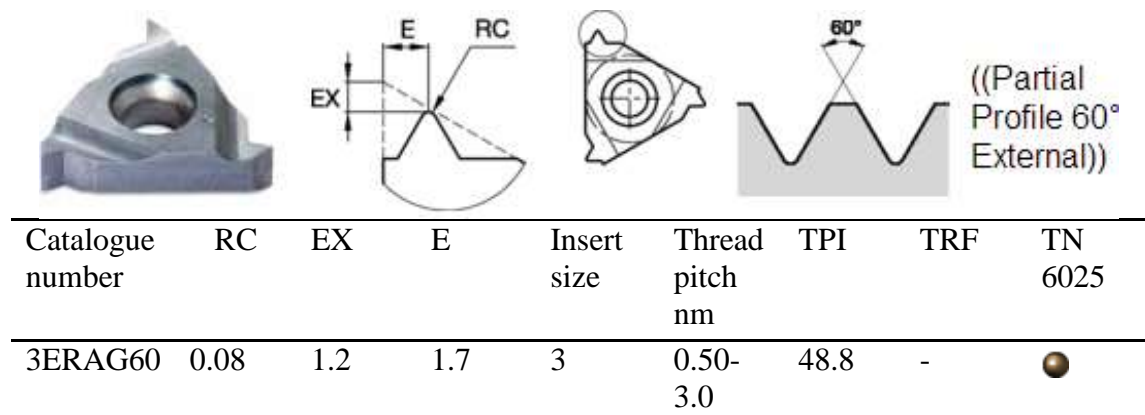 E
RC
EX
60°
((Partial
Profile 60°
External))
Catalogue RC EX E Insert Thread TPI TRF TN
number size pitch 6025
nm
3ERAG60 0.08 1.2 1.7 3 0.50- 48.8 -
3.0